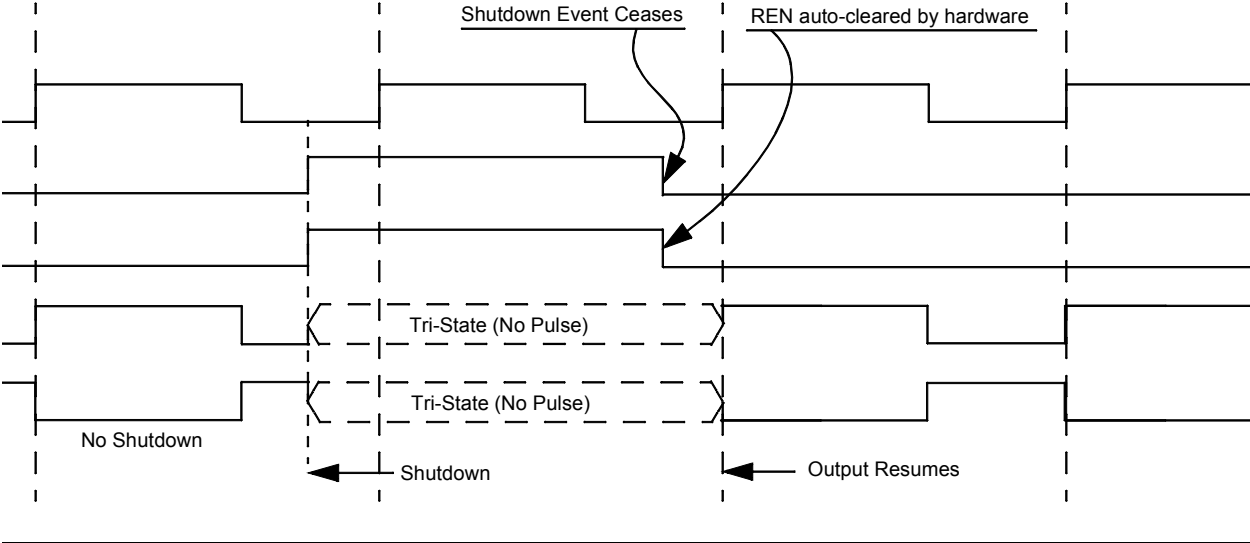 Shutdown Event Ceases
REN auto-cleared by hardware
Tri-State (No Pulse)
Tri-State (No Pulse)
No Shutdown
Shutdown
Output Resumes